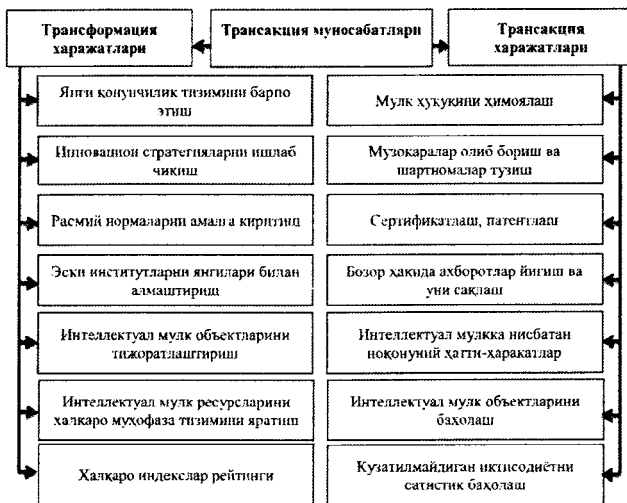 Трансформация
харажатлари
Трансакция муносабатлари
Трансакция
харажатлари
Янги қонунчилик тизимини барпо
этиш
Мулк ҳуқуқини ҳимоялаш
Инновацион стратегияларни ишлаб
чиқиш
Музокаралар олиб бориш ва
шартномалар тузиш
Расмий нормаларни амалга киритиш
Сертификатлаш, патентлаш
Эски институтларни янгилари билан
алмаштириш
Бозор ҳақида ахборотлар йиғиш ва
уни сақлаш
Интеллектуал мулк объектларини
тижоратлаштириш
Интеллектуал мулкка нисбатан
ноқонуний ҳатти-ҳаракатлар
Интеллектуал мулк ресурсларини
халқаро муҳофаза тизимини яратиш
Интеллектуал мулк объектларини
баҳолаш
Халқаро индекслар рейтинги
Кузатилмайдиган иқтисодиётни
сатистик баҳолаш